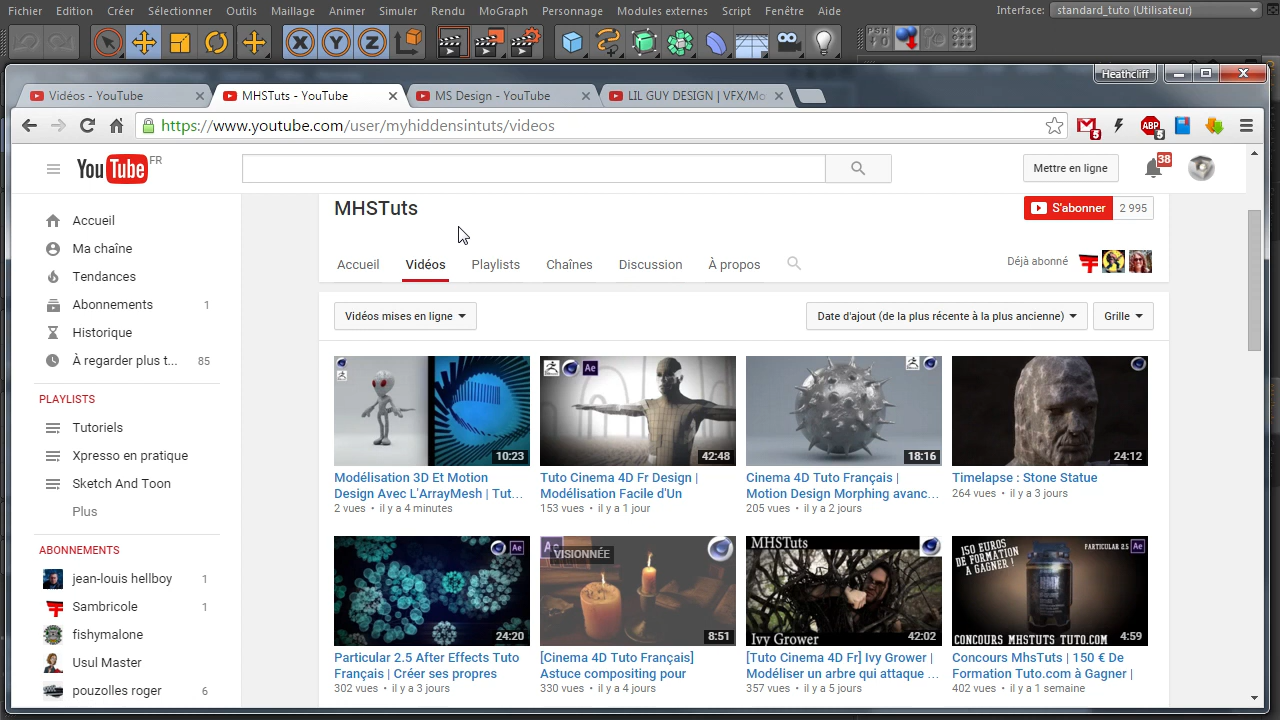 Fichier Edition Créer Sélectionner Outils Maillage Animer Simuler Rendu MoGraph Personnage Modules externes Script Fenêtre Aide Interface: standard_tuto (Utilisateur)
X Y Z PSR
Heathcliff
Vidéos - YouTube MHSTuts - YouTube MS Design - YouTube LIL GUY DESIGN | VFX/Mo
https://www.youtube.com/user/myhiddensintuts/videos 5 ABP 5
YouTube FR Mettre en ligne 38
MHSTuts S'abonner 2 995
Accueil Vidéos Playlists Chaînes Discussion À propos Déjà abonné
Vidéos mises en ligne Date d'ajout (de la plus récente à la plus ancienne) Grille
Accueil
Ma chaîne
Tendances
Abonnements 1
Historique
À regarder plus t... 85
PLAYLISTS
Tutoriels
Xpresso en pratique
Sketch And Toon
Plus
ABONNEMENTS
jean-louis hellboy 1
Sambricole 1
fishymalone
Usul Master
pouzolles roger 6
10:23
Modélisation 3D Et Motion
Design Avec L'ArrayMesh | Tut...
2 vues • il y a 4 minutes
Ae
42:48
Tuto Cinema 4D Fr Design |
Modélisation Facile d'Un
153 vues • il y a 1 jour
18:16
Cinema 4D Tuto Français |
Motion Design Morphing avanc...
205 vues • il y a 2 jours
24:12
Timelapse : Stone Statue
264 vues • il y a 3 jours
Ae
24:20
Particular 2.5 After Effects Tuto
Français | Créer ses propres
302 vues • il y a 3 jours
Ae VISIONNÉE
8:51
[Cinema 4D Tuto Français]
Astuce compositing pour
330 vues • il y a 4 jours
MHSTuts
Ivy Grower 42:02
[Tuto Cinema 4D Fr] Ivy Grower |
Modéliser un arbre qui attaque ...
357 vues • il y a 5 jours
150 EUROS
DE FORMATION
A GAGNER !
PARTICULAR 2.5 Ae
4:59
CONCOURS MHSTUTS TUTO.COM
Concours MhsTuts | 150 € De
Formation Tuto.com à Gagner |
402 vues • il y a 1 semaine